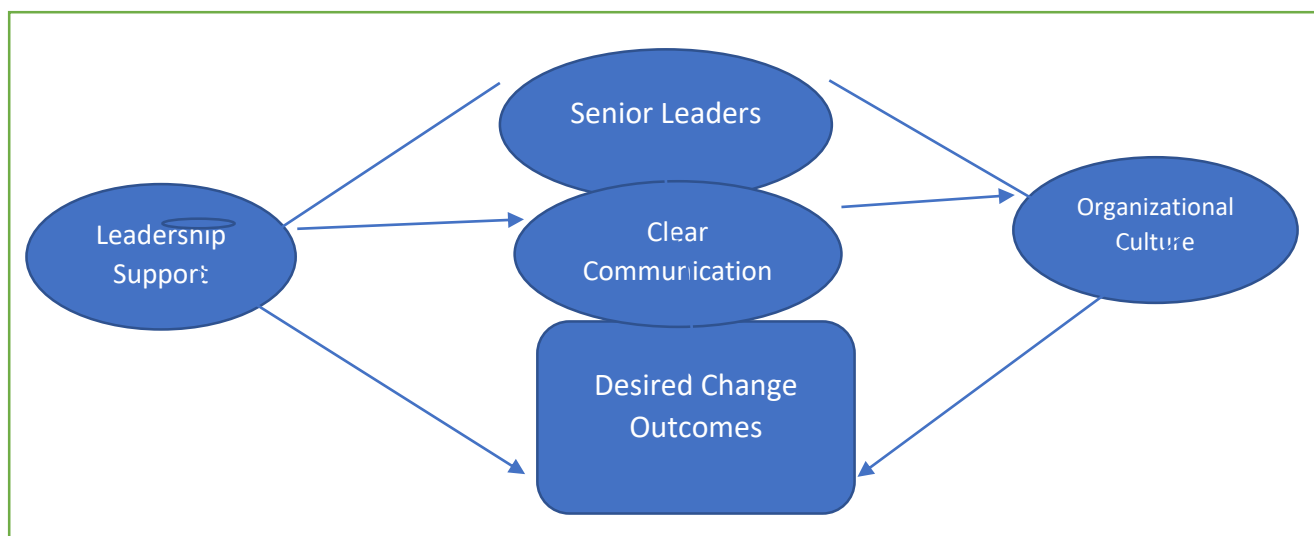 Senior Leaders
Leadership
Support
Clear
Communication
Organizational
Culture
Desired Change
Outcomes